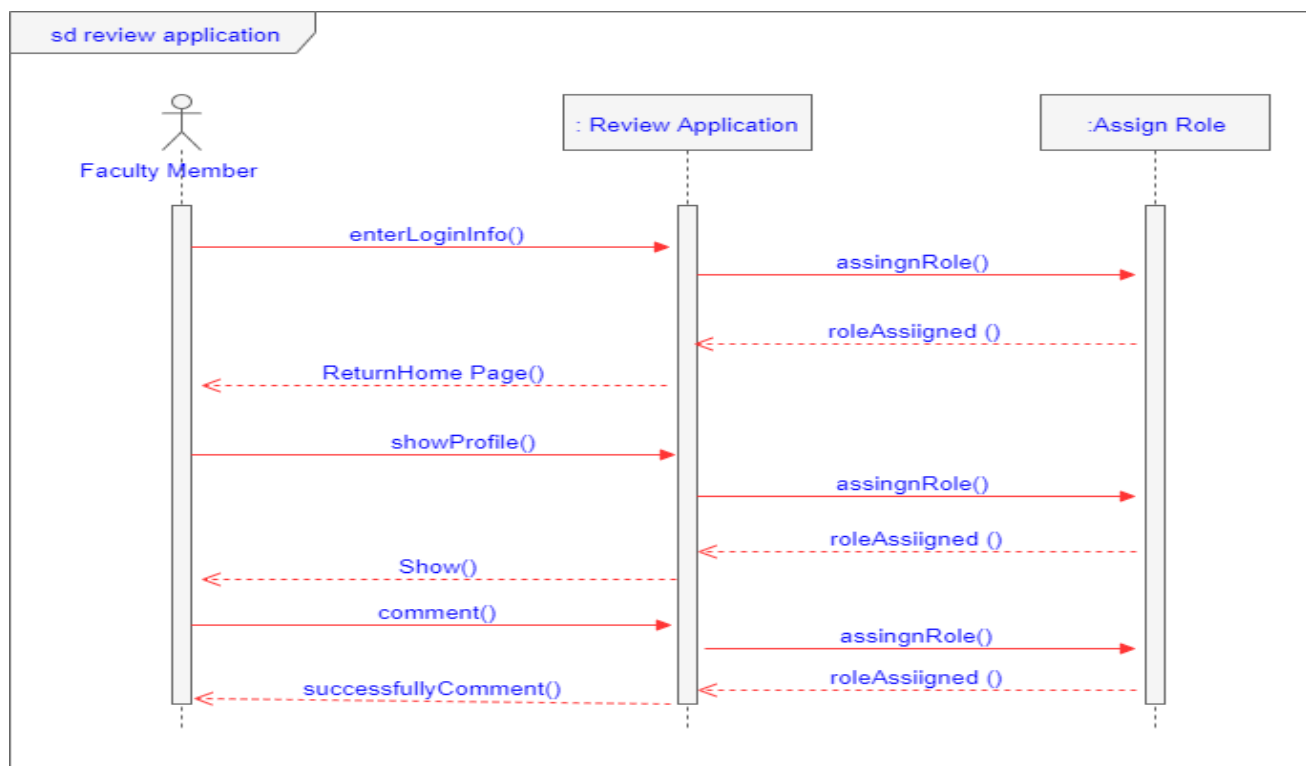 sd review application
: Review Application
:Assign Role
Faculty Member
enterLoginInfo()
assingnRole()
roleAssiigned ()
ReturnHome Page()
showProfile()
assingnRole()
roleAssiigned ()
Show()
comment()
assingnRole()
roleAssiigned ()
successfullyComment()